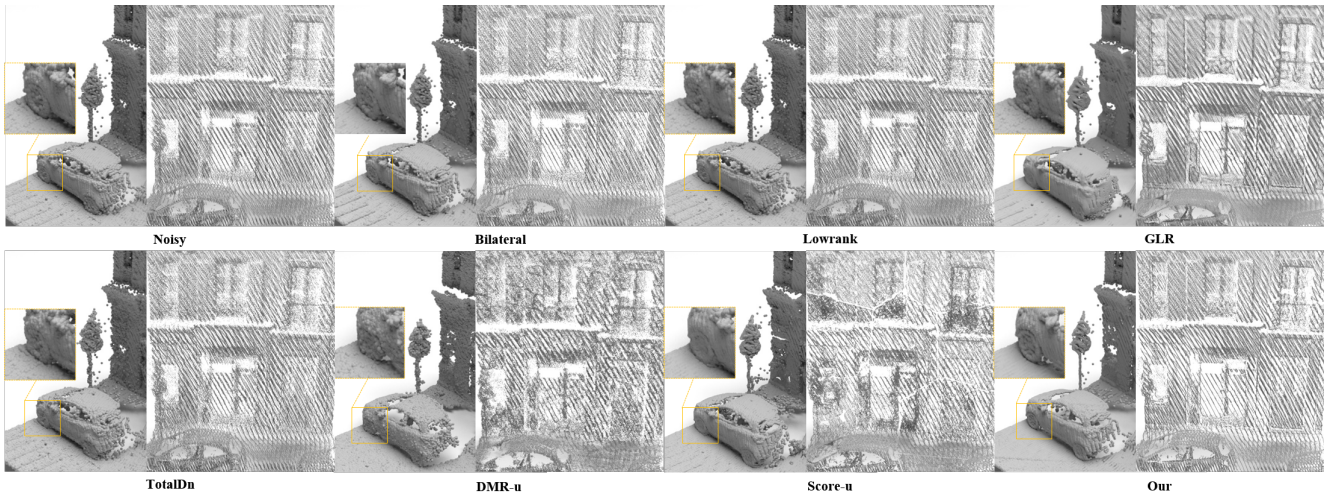 Noisy
Bilateral
Lowrank
GLR
TotalDn
DMR-u
Score-u
Our